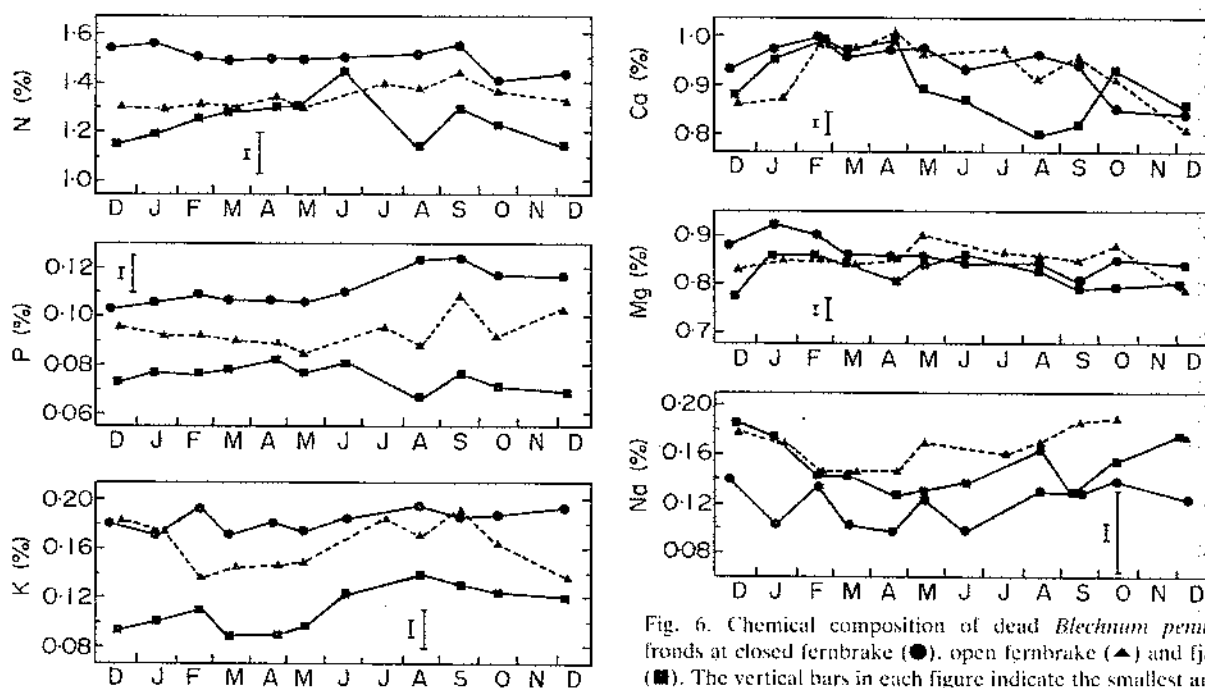 N (%)
1·6
1·4
1·2
1·0
D J F M A M J J A S O N D
P (%)
0·12
0·10
0·08
0·06
D J F M A M J J A S O N D
K (%)
0·20
0·16
0·12
0·08
D J F M A M J J A S O N D
Ca (%)
1·0
0·9
0·8
D J F M A M J J A S O N D
Mg (%)
0·9
0·8
0·7
D J F M A M J J A S O N D
Na (%)
0·20
0·16
0·12
0·08
D J F M A M J J A S O N D
Fig. 6. Chemical composition of dead Blechnum penn
fronds at closed fernbrake (●), open fernbrake (▲) and fj
(■). The vertical bars in each figure indicate the smallest a